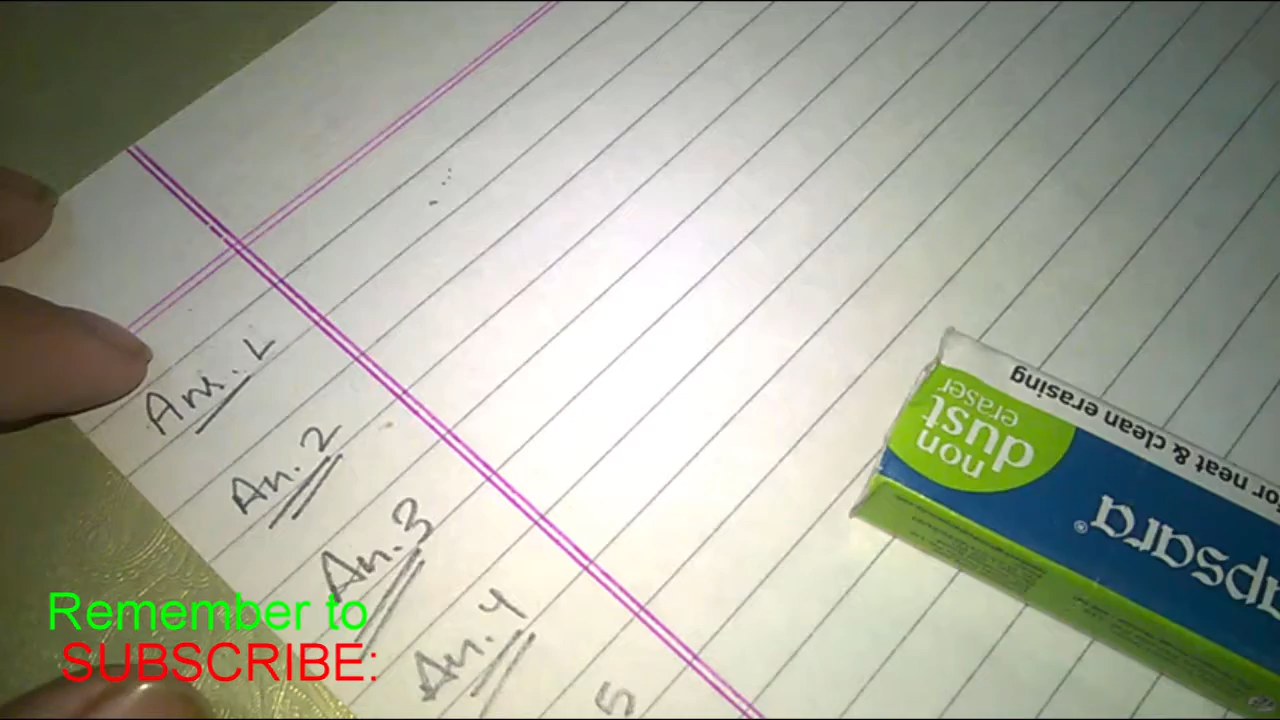 Ans. 1
An. 2
An. 3
An. 4
5
for neat & clean erasing
non
dust
eraser
apsara®
Remember to
SUBSCRIBE: